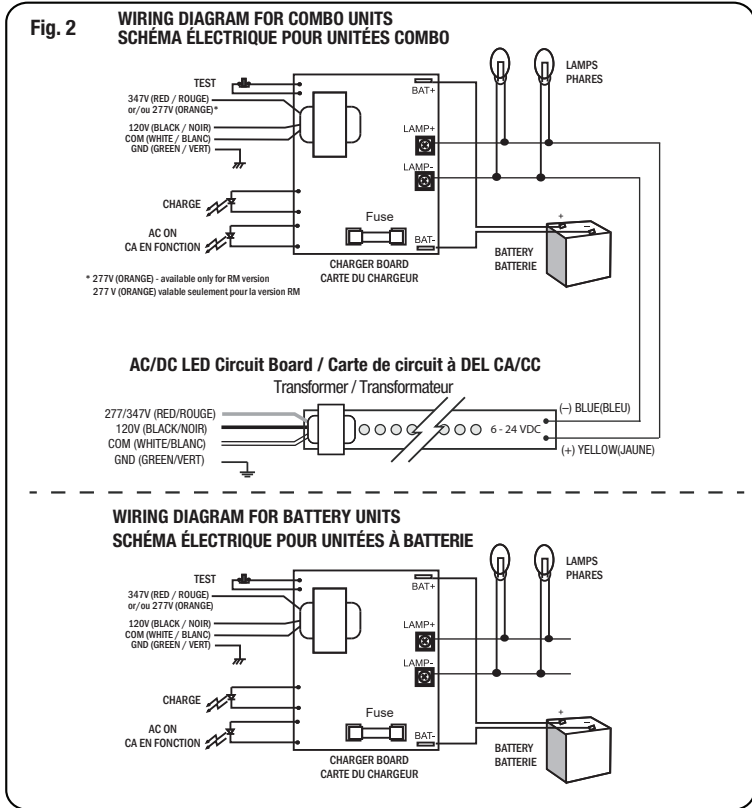 Fig. 2
WIRING DIAGRAM FOR COMBO UNITS
SCHÉMA ÉLECTRIQUE POUR UNITÉES COMBO
TEST
347V (RED / ROUGE)
or/ou 277V (ORANGE)*
120V (BLACK / NOIR)
COM (WHITE / BLANC)
GND (GREEN / VERT)
CHARGE
AC ON
CA EN FONCTION
BAT+
LAMP+
LAMP-
Fuse
BAT-
CHARGER BOARD
CARTE DU CHARGEUR
LAMPS
PHARES
+
–
BATTERY
BATTERIE
* 277V (ORANGE) - available only for RM version
277 V (ORANGE) valable seulement pour la version RM
AC/DC LED Circuit Board / Carte de circuit à DEL CA/CC
Transformer / Transformateur
277/347V (RED/ROUGE)
120V (BLACK/NOIR)
COM (WHITE/BLANC)
GND (GREEN/VERT)
6 - 24 VDC
(–) BLUE(BLEU)
(+) YELLOW(JAUNE)
WIRING DIAGRAM FOR BATTERY UNITS
SCHÉMA ÉLECTRIQUE POUR UNITÉES À BATTERIE
TEST
347V (RED / ROUGE)
or/ou 277V (ORANGE)
120V (BLACK / NOIR)
COM (WHITE / BLANC)
GND (GREEN / VERT)
CHARGE
AC ON
CA EN FONCTION
BAT+
LAMP+
LAMP-
Fuse
BAT-
CHARGER BOARD
CARTE DU CHARGEUR
LAMPS
PHARES
+
–
BATTERY
BATTERIE